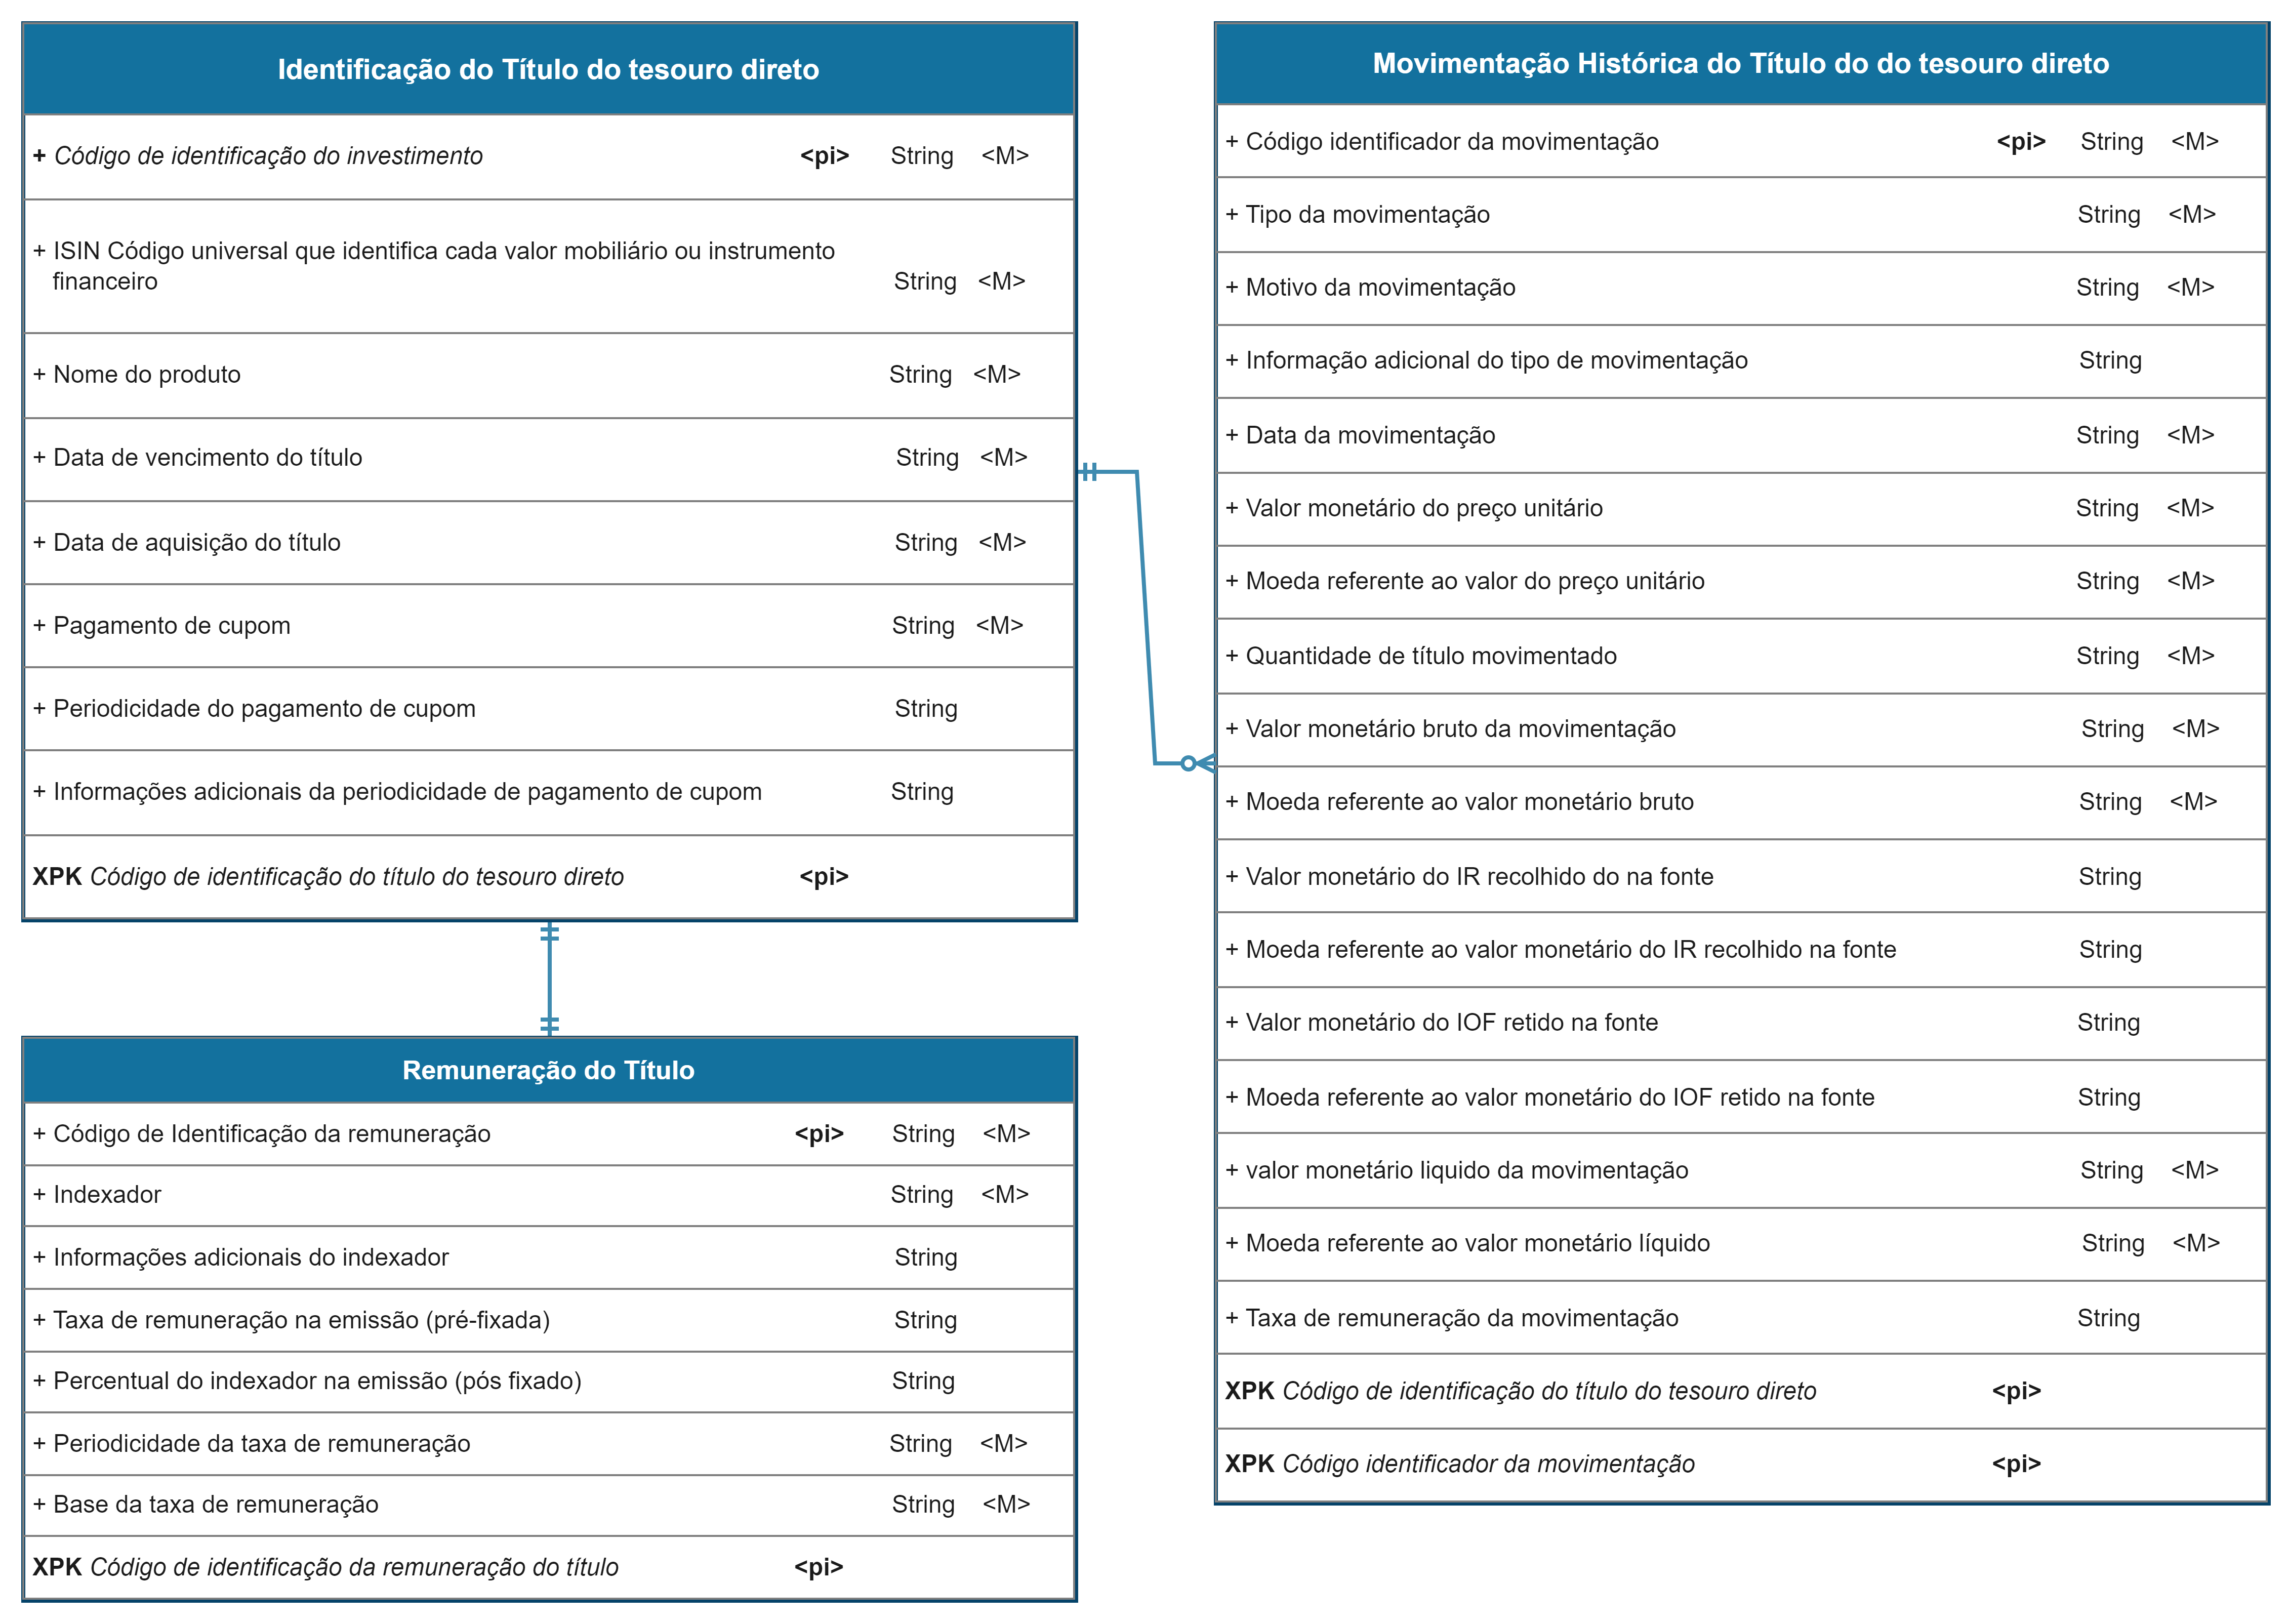 Identificação do Título do tesouro direto
+ Código de identificação do investimento <pi> String <M>
+ ISIN Código universal que identifica cada valor mobiliário ou instrumento
financeiro String <M>
+ Nome do produto String <M>
+ Data de vencimento do título String <M>
+ Data de aquisição do título String <M>
+ Pagamento de cupom String <M>
+ Periodicidade do pagamento de cupom String
+ Informações adicionais da periodicidade de pagamento de cupom String
XPK Código de identificação do título do tesouro direto <pi>
Remuneração do Título
+ Código de Identificação da remuneração <pi> String <M>
+ Indexador String <M>
+ Informações adicionais do indexador String
+ Taxa de remuneração na emissão (pré-fixada) String
+ Percentual do indexador na emissão (pós fixado) String
+ Periodicidade da taxa de remuneração String <M>
+ Base da taxa de remuneração String <M>
XPK Código de identificação da remuneração do título <pi>
Movimentação Histórica do Título do do tesouro direto
+ Código identificador da movimentação <pi> String <M>
+ Tipo da movimentação String <M>
+ Motivo da movimentação String <M>
+ Informação adicional do tipo de movimentação String
+ Data da movimentação String <M>
+ Valor monetário do preço unitário String <M>
+ Moeda referente ao valor do preço unitário String <M>
+ Quantidade de título movimentado String <M>
+ Valor monetário bruto da movimentação String <M>
+ Moeda referente ao valor monetário bruto String <M>
+ Valor monetário do IR recolhido do na fonte String
+ Moeda referente ao valor monetário do IR recolhido na fonte String
+ Valor monetário do IOF retido na fonte String
+ Moeda referente ao valor monetário do IOF retido na fonte String
+ valor monetário liquido da movimentação String <M>
+ Moeda referente ao valor monetário líquido String <M>
+ Taxa de remuneração da movimentação String
XPK Código de identificação do título do tesouro direto <pi>
XPK Código identificador da movimentação <pi>